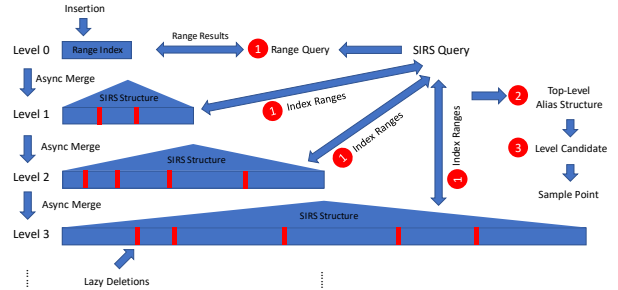 Insertion
Level 0
Range Index
Range Results
1
Range Query
SIRS Query
Async Merge
SIRS Structure
Level 1
1
Index Ranges
Async Merge
SIRS Structure
Level 2
1
Index Ranges
1
Index Ranges
2
Top-Level
Alias Structure
3
Level Candidate
Sample Point
Async Merge
SIRS Structure
Level 3
Lazy Deletions